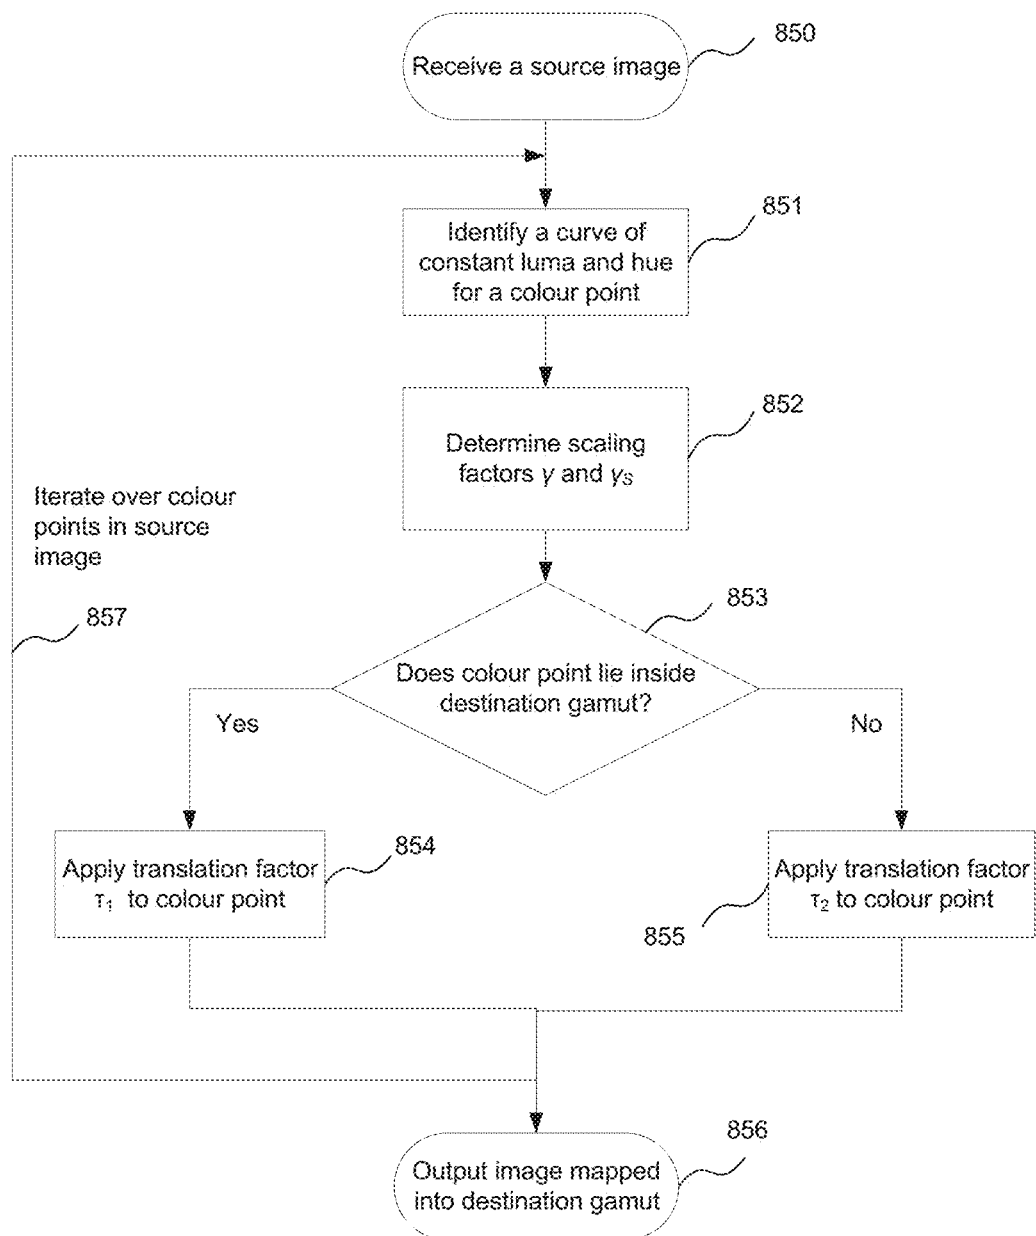 850
Receive a source image
851
Identify a curve of
constant luma and hue
for a colour point
852
Determine scaling
factors γ and γS
Iterate over colour
points in source
image
857
853
Does colour point lie inside
destination gamut?
Yes
No
854
Apply translation factor
τ1 to colour point
Apply translation factor
τ2 to colour point
855
856
Output image mapped
into destination gamut